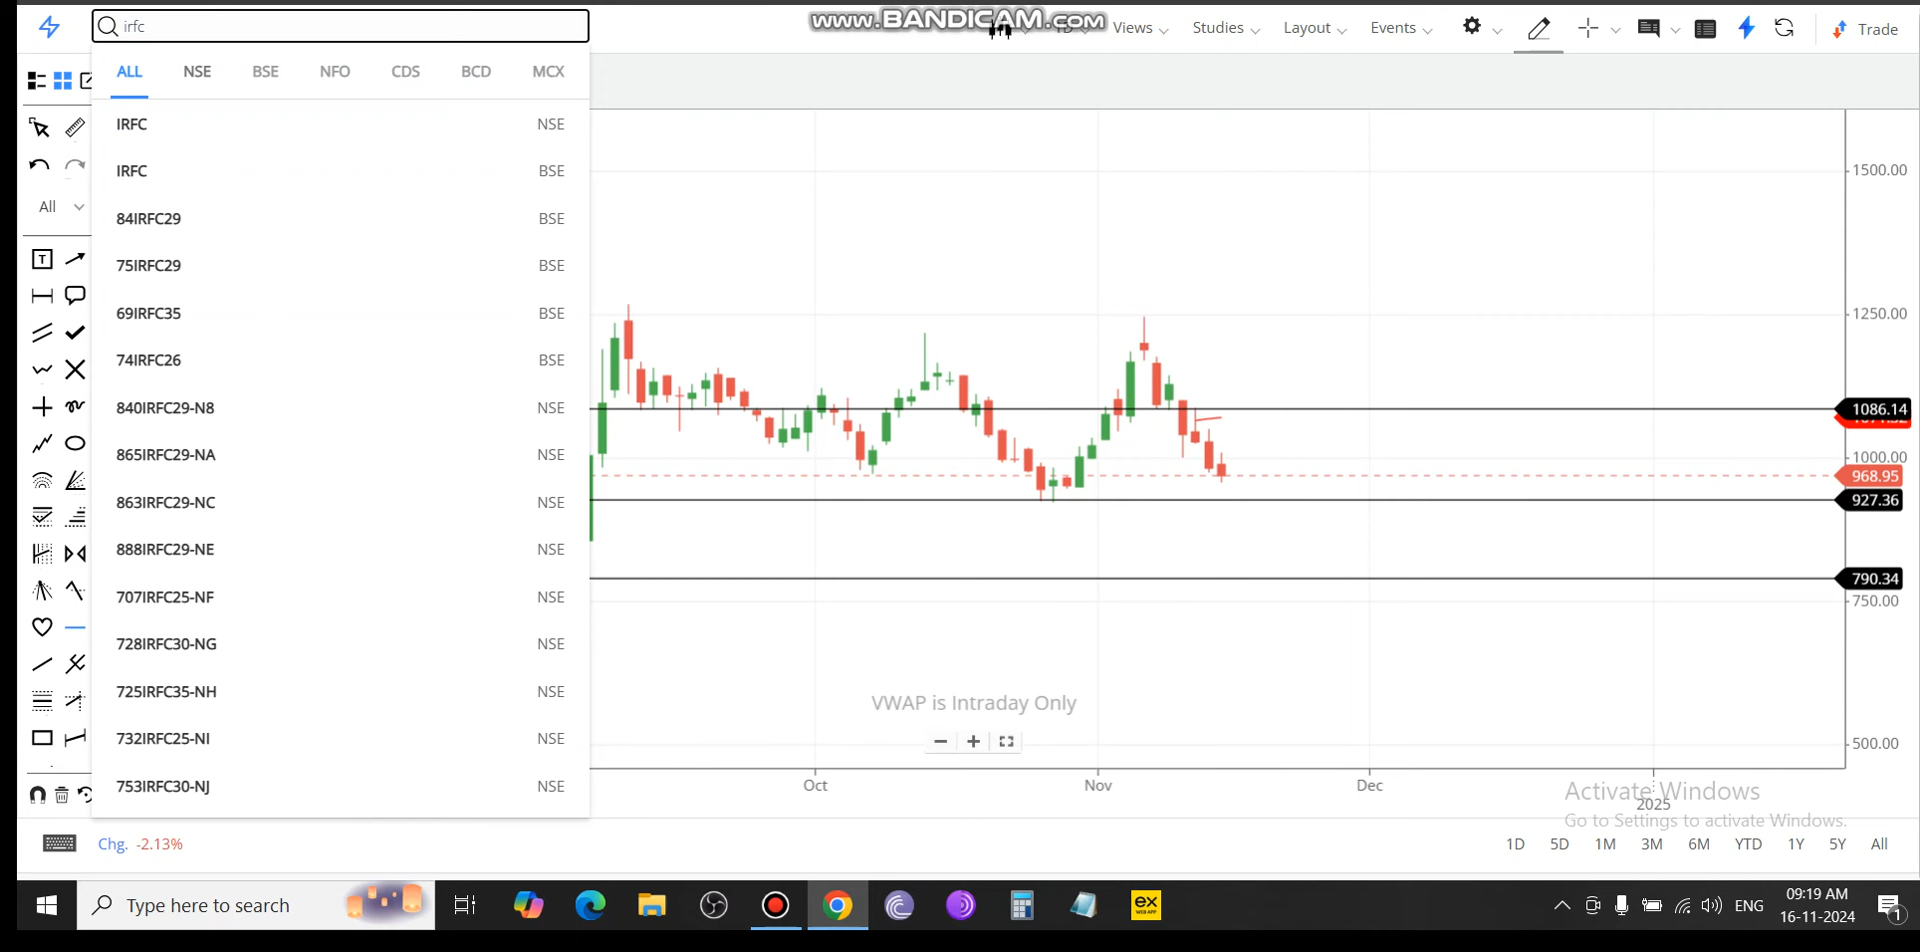 irfc
www.BANDICAM.com
1D
Views
Studies
Layout
Events
Trade
ALL NSE BSE NFO CDS BCD MCX
IRFC NSE
IRFC BSE
84IRFC29 BSE
75IRFC29 BSE
69IRFC35 BSE
74IRFC26 BSE
840IRFC29-N8 NSE
865IRFC29-NA NSE
863IRFC29-NC NSE
888IRFC29-NE NSE
707IRFC25-NF NSE
728IRFC30-NG NSE
725IRFC35-NH NSE
732IRFC25-NI NSE
753IRFC30-NJ NSE
All
T
1500.00
1250.00
1086.14
1000.00
968.95
927.36
790.34
750.00
500.00
VWAP is Intraday Only
Oct Nov Dec 2025
Activate Windows
Go to Settings to activate Windows.
Chg. -2.13%
1D 5D 1M 3M 6M YTD 1Y 5Y All
Type here to search
ex
WEB APP
ENG
09:19 AM
16-11-2024
1